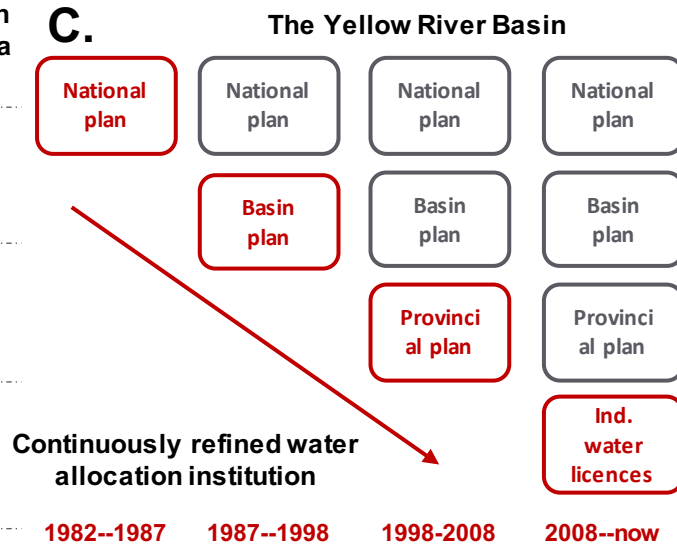 n
a
C.
The Yellow River Basin
National
plan
National
plan
National
plan
National
plan
Basin
plan
Basin
plan
Basin
plan
Provinci
al plan
Provinci
al plan
Ind.
water
licences
Continuously refined water
allocation institution
1982--1987
1987--1998
1998-2008
2008--now